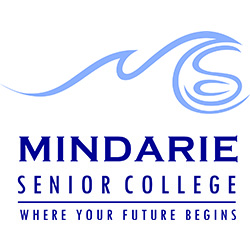 MINDARIE
SENIOR COLLEGE
WHERE YOUR FUTURE BEGINS